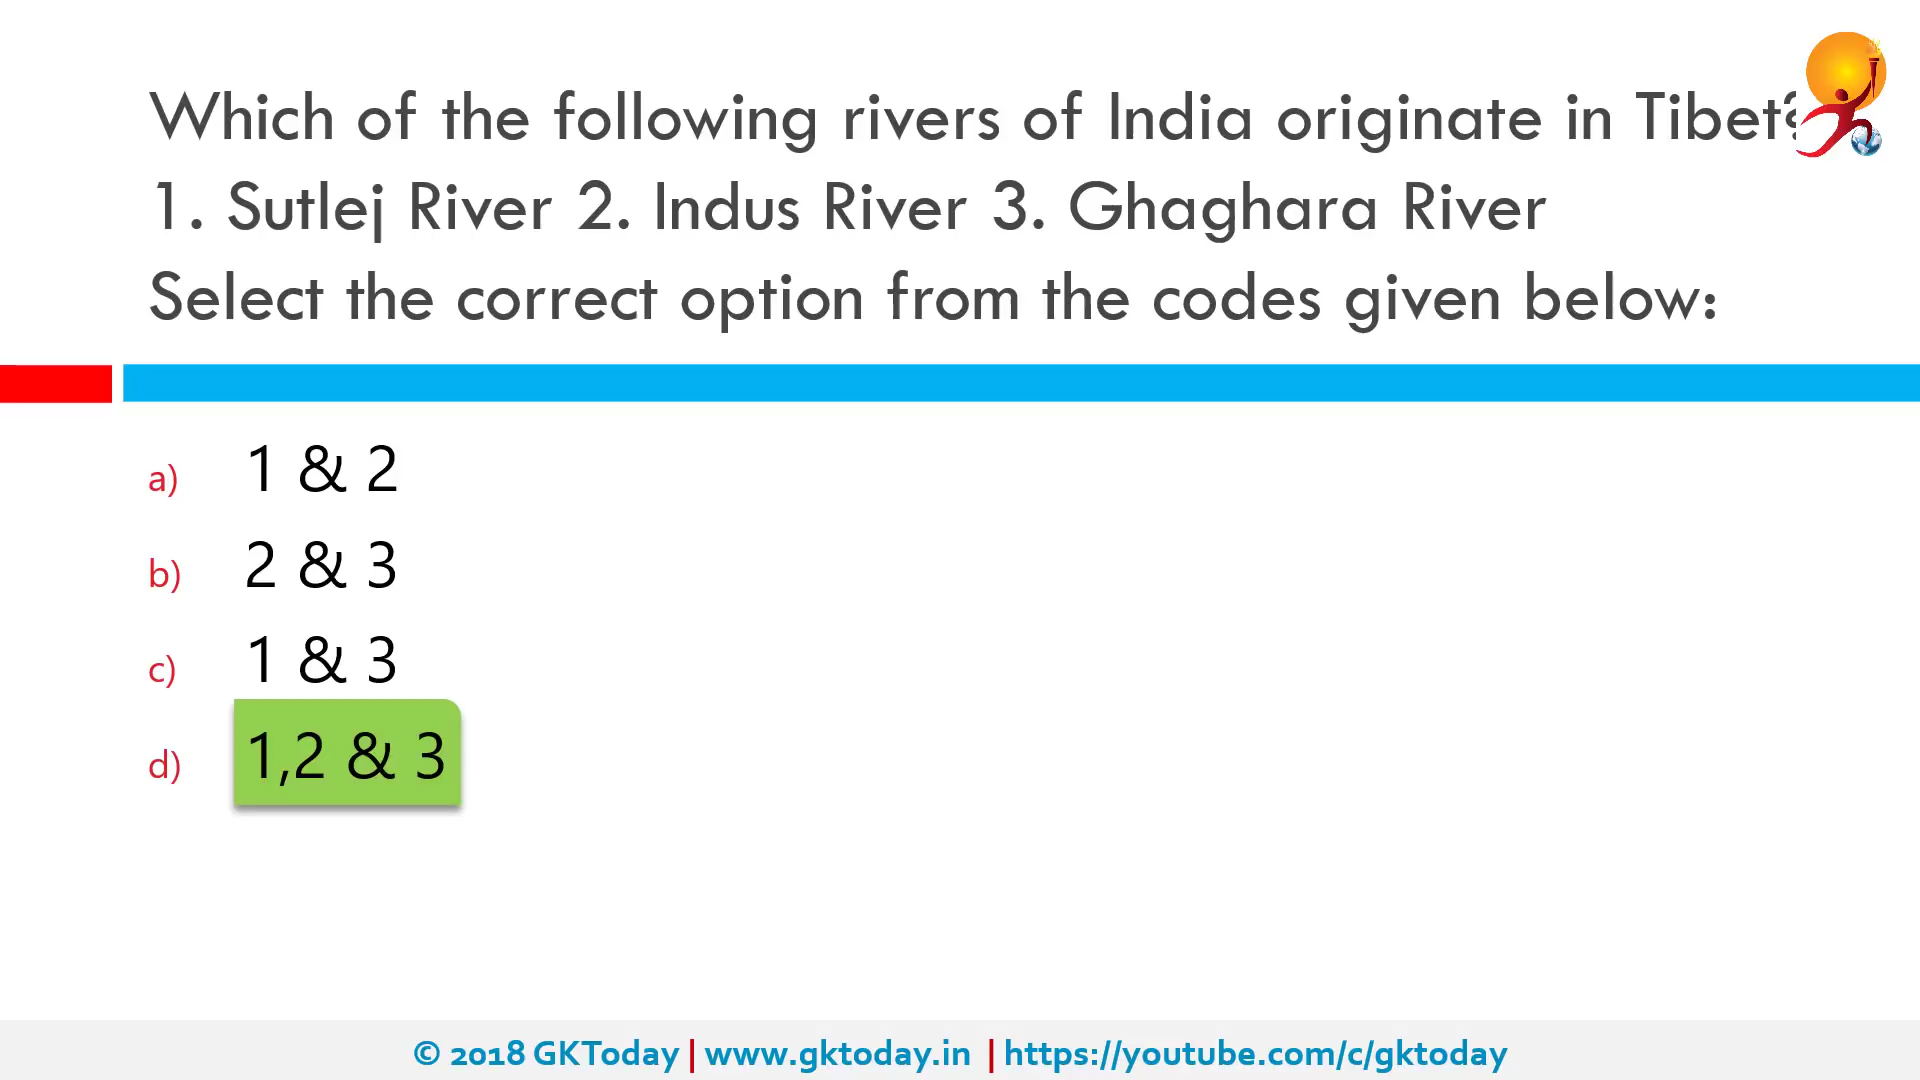 Which of the following rivers of India originate in Tibet?
1. Sutlej River 2. Indus River 3. Ghaghara River
Select the correct option from the codes given below:
a) 1 & 2
b) 2 & 3
c) 1 & 3
d) 1,2 & 3
© 2018 GKToday | www.gktoday.in | https://youtube.com/c/gktoday